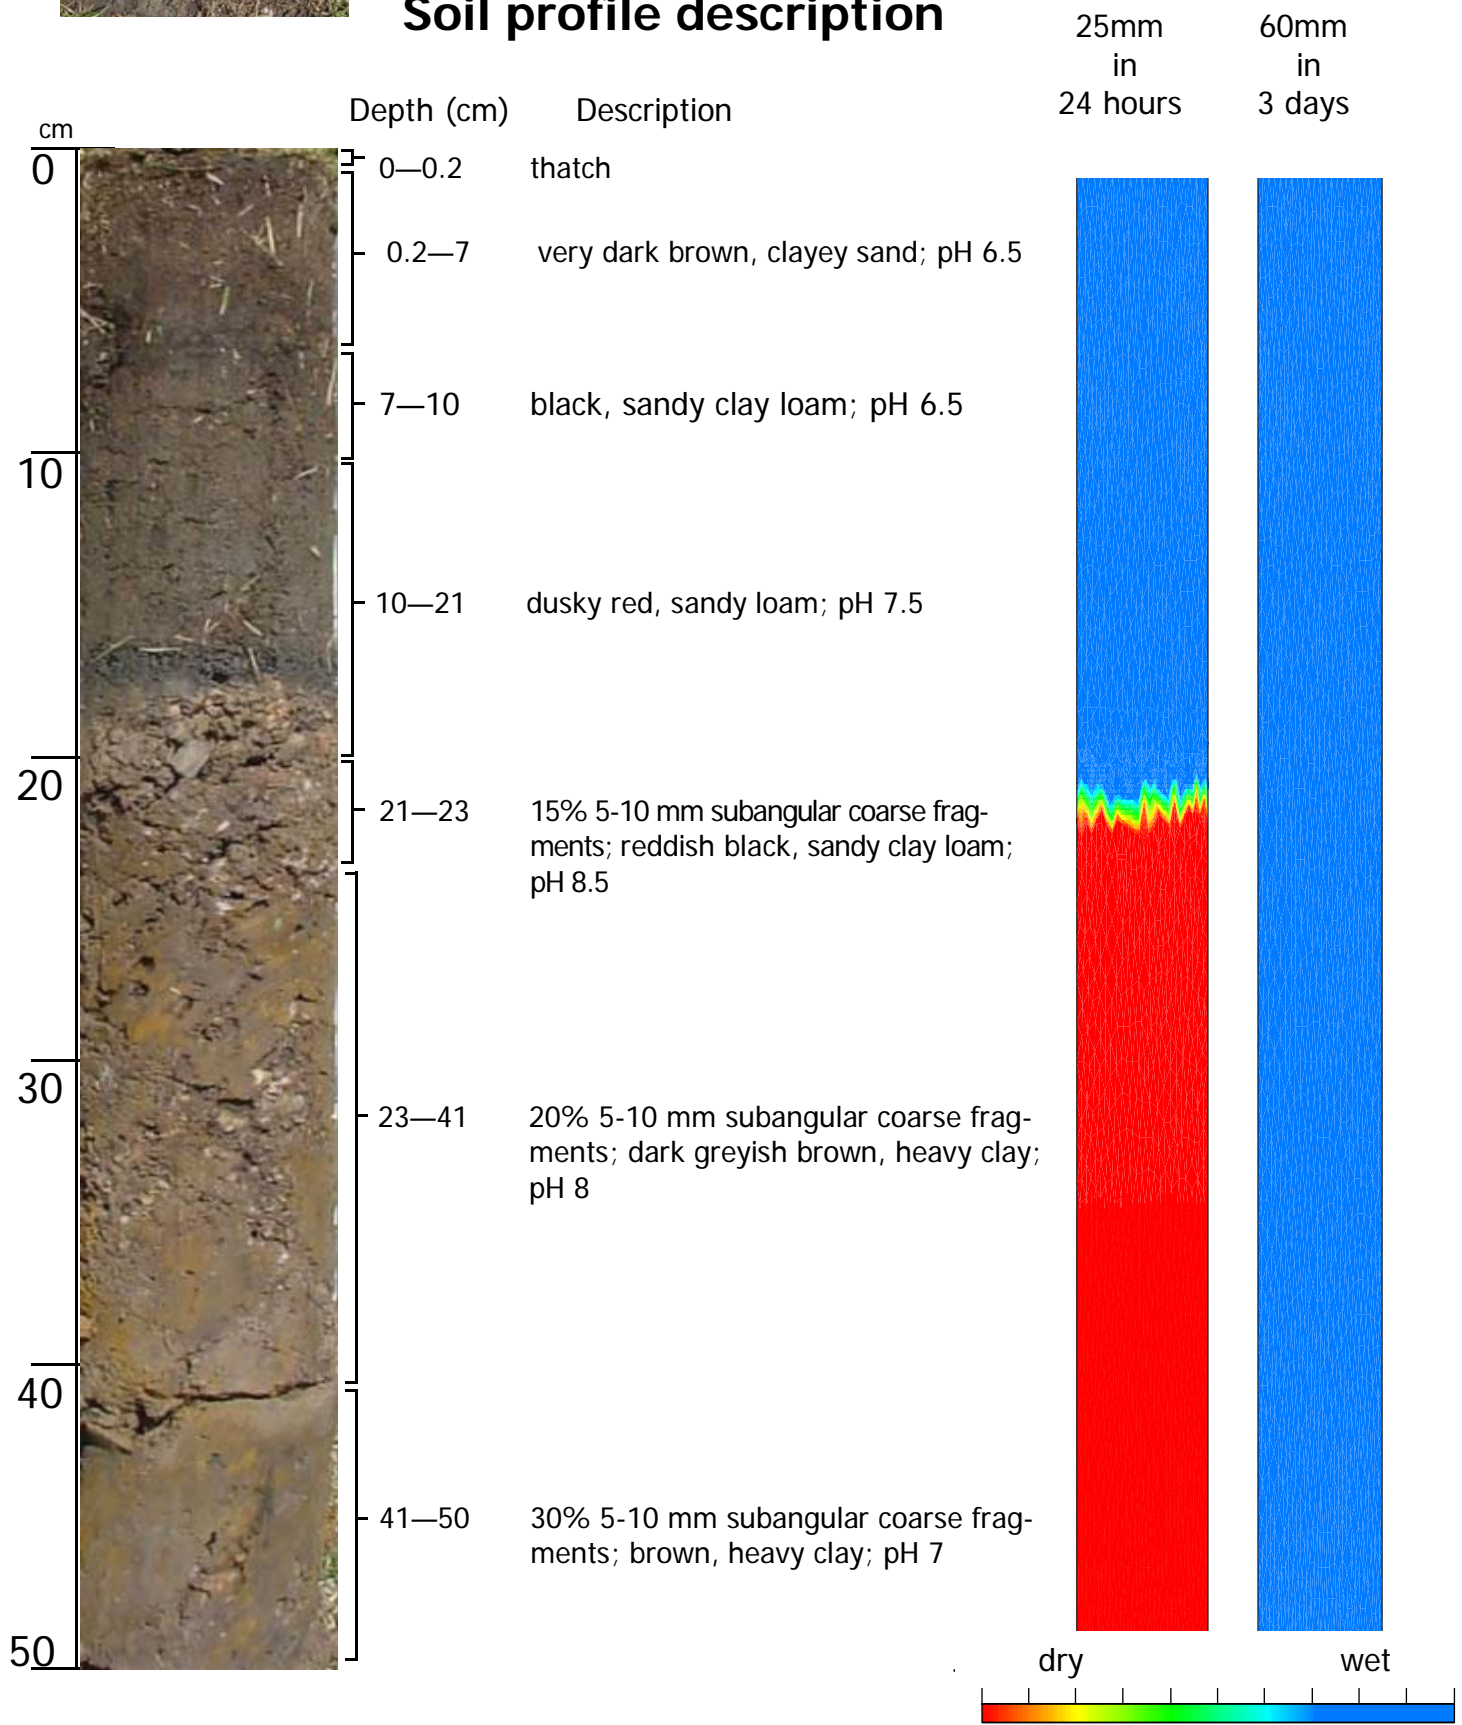 Soil profile description
25mm
in
24 hours
60mm
in
3 days
Depth (cm) Description
cm
0
10
20
30
40
50
0—0.2 thatch
0.2—7 very dark brown, clayey sand; pH 6.5
7—10 black, sandy clay loam; pH 6.5
10—21 dusky red, sandy loam; pH 7.5
21—23 15% 5-10 mm subangular coarse frag-
ments; reddish black, sandy clay loam;
pH 8.5
23—41 20% 5-10 mm subangular coarse frag-
ments; dark greyish brown, heavy clay;
pH 8
41—50 30% 5-10 mm subangular coarse frag-
ments; brown, heavy clay; pH 7
dry wet